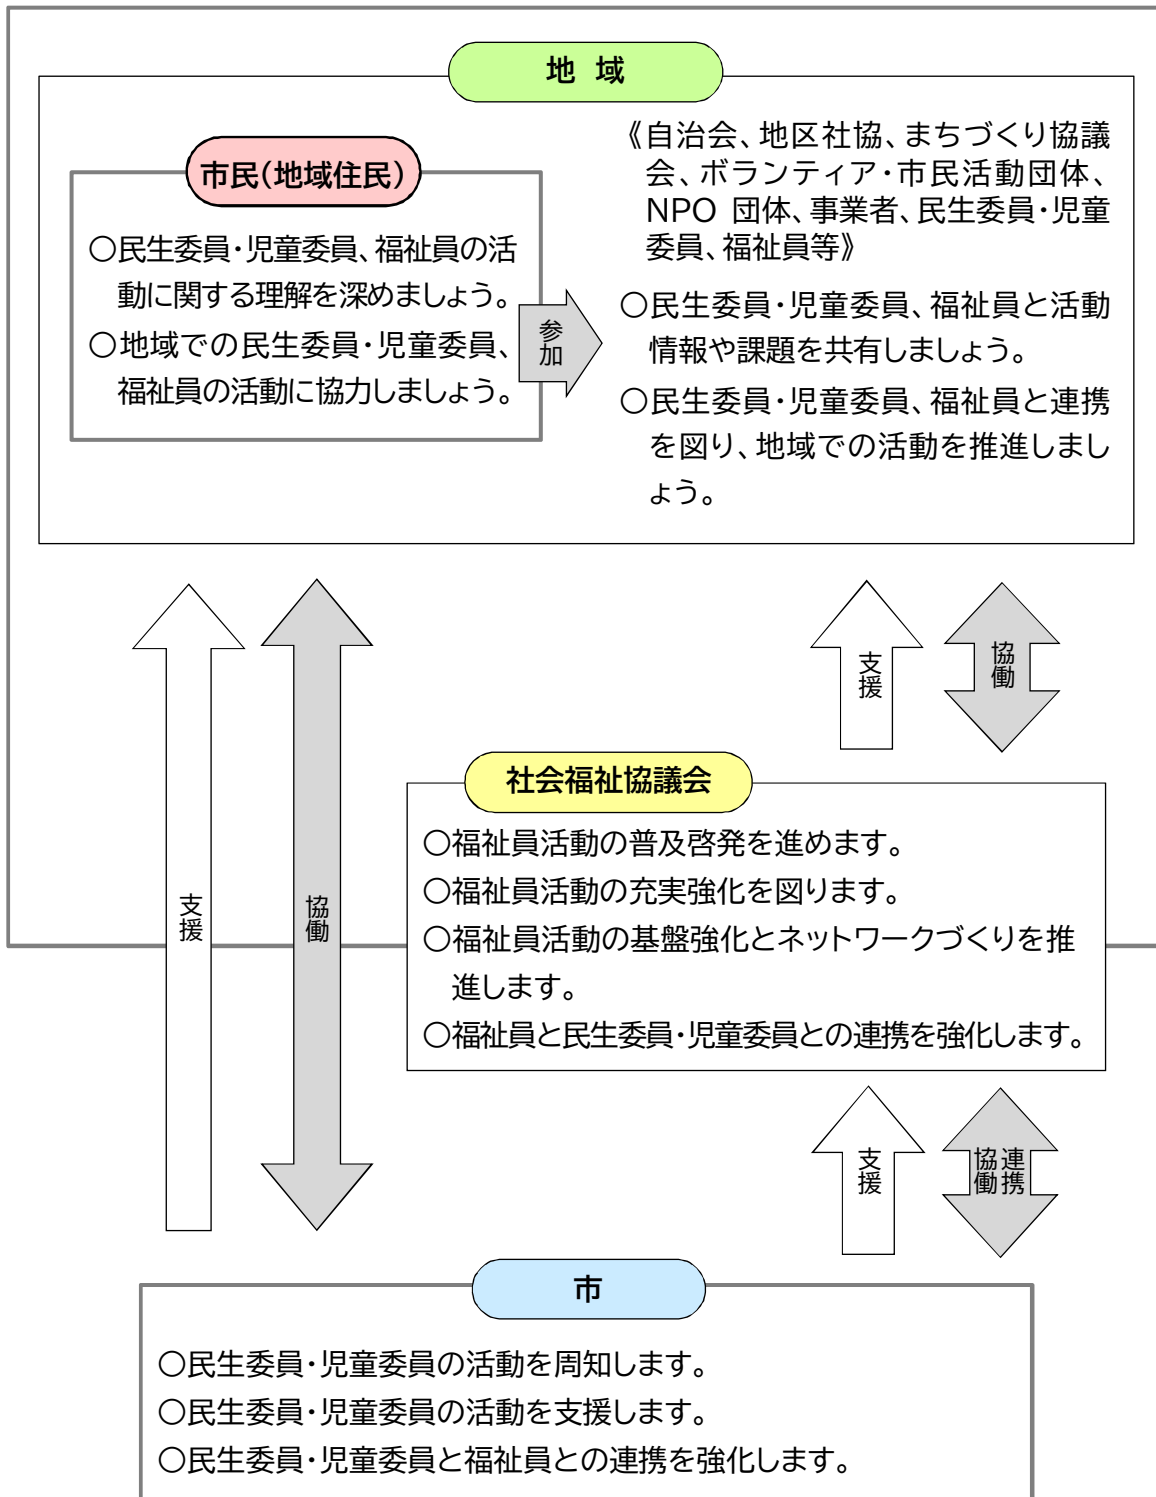 地 域
市民(地域住民)
○民生委員・児童委員、福祉員の活
動に関する理解を深めましょう。
○地域での民生委員・児童委員、
福祉員の活動に協力しましょう。
参加
《自治会、地区社協、まちづくり協議
会、ボランティア・市民活動団体、
NPO 団体、事業者、民生委員・児童
委員、福祉員等》
○民生委員・児童委員、福祉員と活動
情報や課題を共有しましょう。
○民生委員・児童委員、福祉員と連携
を図り、地域での活動を推進しまし
ょう。
支援
協働
支援
協働
社会福祉協議会
○福祉員活動の普及啓発を進めます。
○福祉員活動の充実強化を図ります。
○福祉員活動の基盤強化とネットワークづくりを推
進します。
○福祉員と民生委員・児童委員との連携を強化します。
支援
連携
協働
市
○民生委員・児童委員の活動を周知します。
○民生委員・児童委員の活動を支援します。
○民生委員・児童委員と福祉員との連携を強化します。